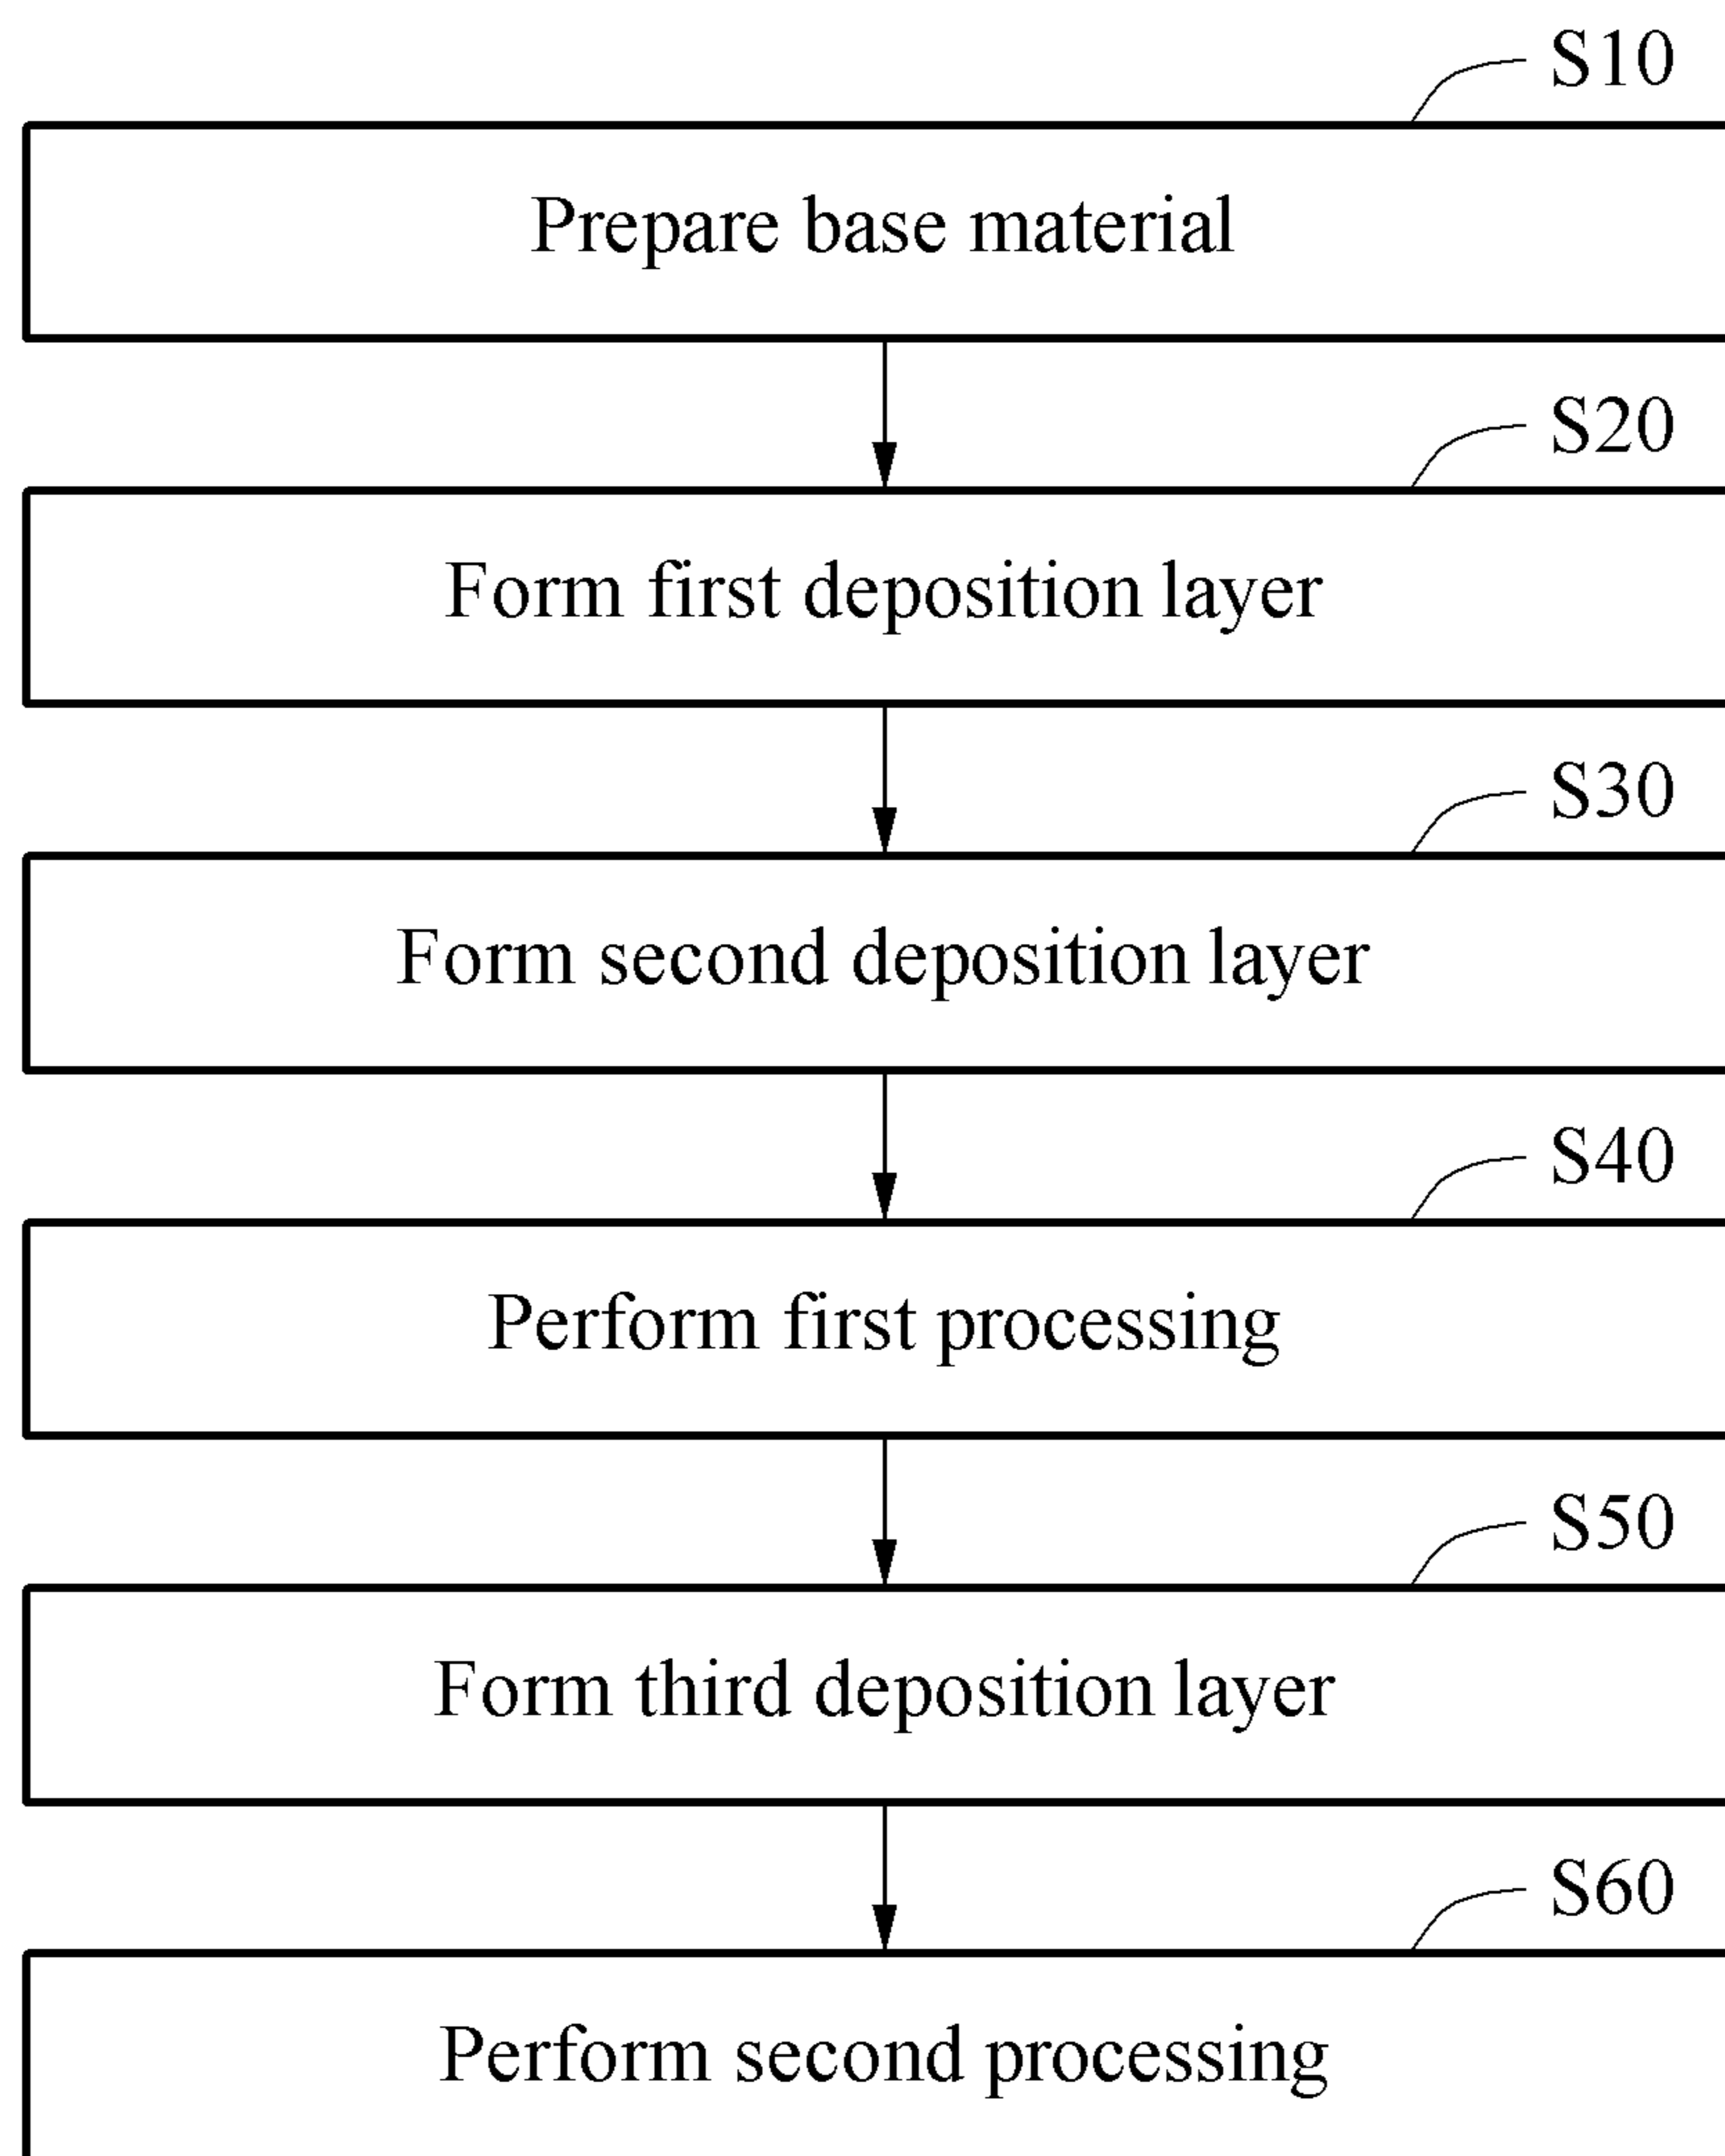 S10
Prepare base material
S20
Form first deposition layer
S30
Form second deposition layer
S40
Perform first processing
S50
Form third deposition layer
S60
Perform second processing